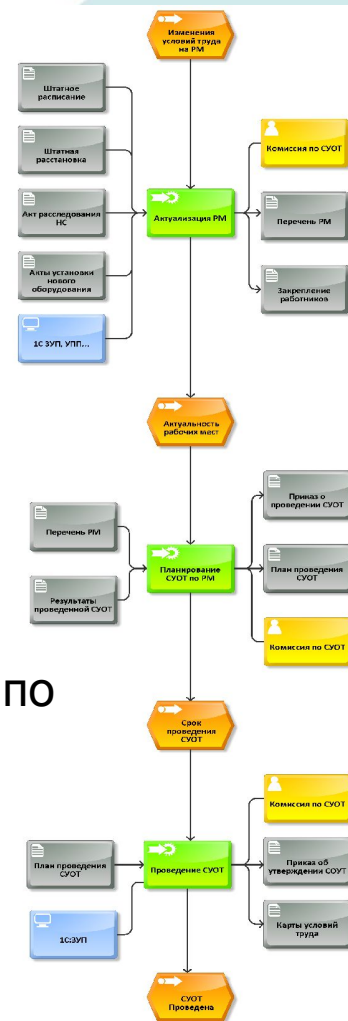 Изменения
условий труда
на РМ
Штатное
расписание
Штатная
расстановка
Акт расследования
НС
Акты установки
нового
оборудования
1С ЗУП, УПП...
Актуализация РМ
Комиссия по СУОТ
Перечень РМ
Закрепление
работников
Актуальность
рабочих мест
Перечень РМ
Результаты
проведенной СУОТ
Планирование
СУОТ по РМ
Приказ о
проведении СУОТ
План проведения
СУОТ
Комиссия по СУОТ
по
Срок
проведения
СУОТ
План проведения
СУОТ
1С:ЗУП
Проведение СУОТ
Комиссия по СУОТ
Приказ об
утверждении СОУТ
Карты условий
труда
СУОТ
Проведена